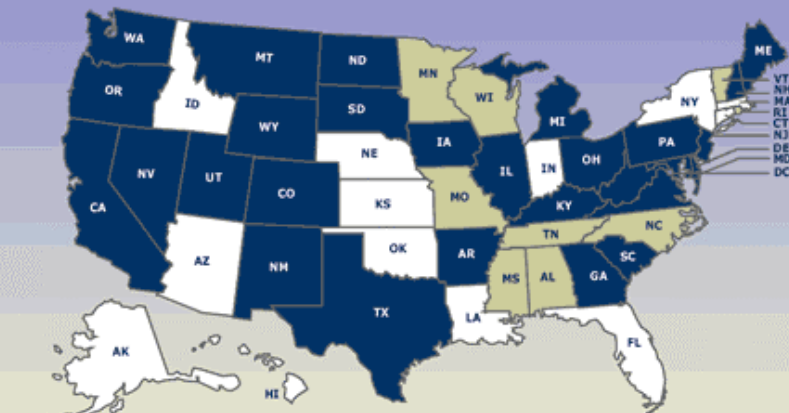 WA
MT
ND
MN
ME
OR
ID
SD
WI
VT
NH
NY
MA
RI
WY
MI
CT
NJ
IA
PA
NE
DE
MD
NV
UT
CO
IL
IN
OH
DC
CA
KS
MO
KY
TN
NC
AZ
NM
OK
AR
SC
MS
AL
GA
TX
LA
FL
AK
HI